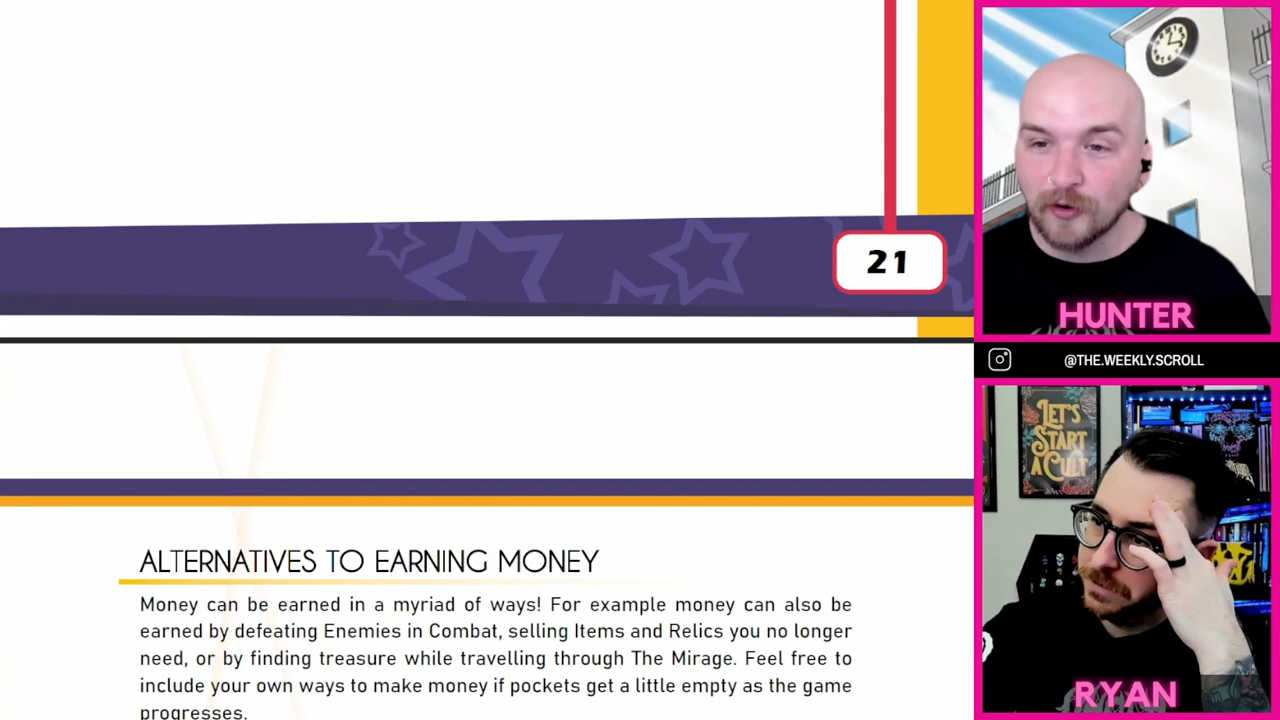 21
ALTERNATIVES TO EARNING MONEY
Money can be earned in a myriad of ways! For example money can also be
earned by defeating Enemies in Combat, selling Items and Relics you no longer
need, or by finding treasure while travelling through The Mirage. Feel free to
include your own ways to make money if pockets get a little empty as the game
progresses.
HUNTER
@THE.WEEKLY.SCROLL
LET'S
START
A CULT
RYAN